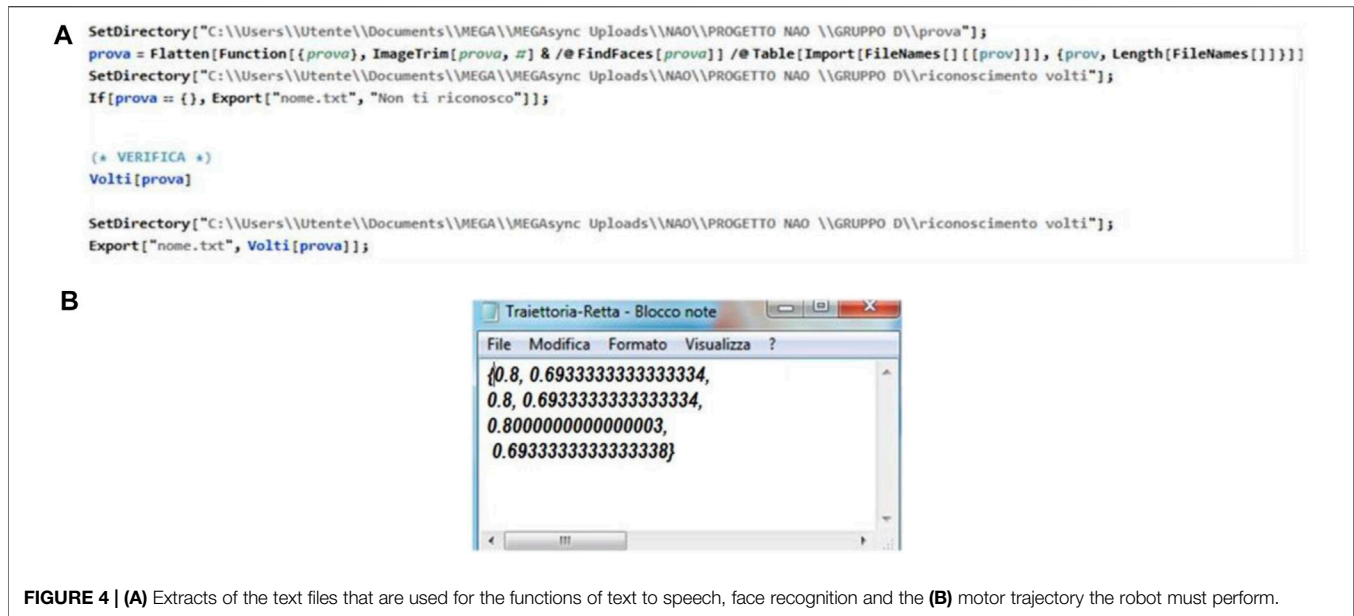 A
SetDirectory["C:\\Users\\Utente\\Documents\\MEGA\\MEGAsync Uploads\\NAO\\PROGETTO NAO \\GRUPPO D\\prova"];
prova = Flatten[Function[{prova}, ImageTrim[prova, #] & /@ FindFaces[prova]] /@ Table[Import[FileNames[][[prov]]], {prov, Length[FileNames[]]}]]
SetDirectory["C:\\Users\\Utente\\Documents\\MEGA\\MEGAsync Uploads\\NAO\\PROGETTO NAO \\GRUPPO D\\riconoscimento volti"];
If[prova == {}, Export["nome.txt", "Non ti riconosco"]];
(* VERIFICA *)
Volti[prova]
SetDirectory["C:\\Users\\Utente\\Documents\\MEGA\\MEGAsync Uploads\\NAO\\PROGETTO NAO \\GRUPPO D\\riconoscimento volti"];
Export["nome.txt", Volti[prova]];
B
Traiettoria-Retta - Blocco note
File Modifica Formato Visualizza ?
{0.8, 0.6933333333333334,
0.8, 0.6933333333333334,
0.8000000000000003,
0.6933333333333338}
FIGURE 4 | (A) Extracts of the text files that are used for the functions of text to speech, face recognition and the (B) motor trajectory the robot must perform.